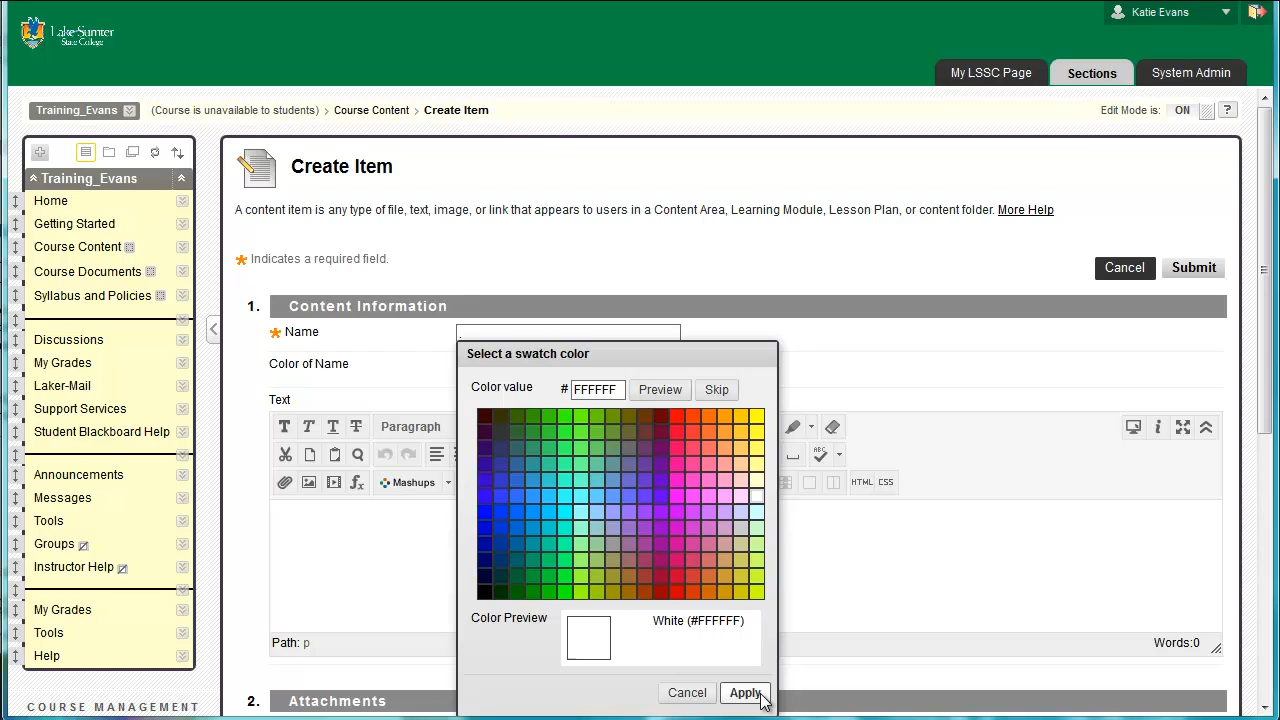 Lake-Sumter
State College
Katie Evans
My LSSC Page
Sections
System Admin
Training_Evans
(Course is unavailable to students) > Course Content > Create Item
Edit Mode is: ON
?
Training_Evans
Home
Getting Started
Course Content
Course Documents
Syllabus and Policies
Discussions
My Grades
Laker-Mail
Support Services
Student Blackboard Help
Announcements
Messages
Tools
Groups
Instructor Help
My Grades
Tools
Help
COURSE MANAGEMENT
Create Item
A content item is any type of file, text, image, or link that appears to users in a Content Area, Learning Module, Lesson Plan, or content folder. More Help
Indicates a required field.
Cancel
Submit
1. Content Information
Name
.
Color of Name
Text
T T T T Paragraph
ABC
Mashups
HTML CSS
Path: p
Words:0
2. Attachments
Select a swatch color
Color value # FFFFFF Preview Skip
Color Preview
White (#FFFFFF)
Cancel
Apply